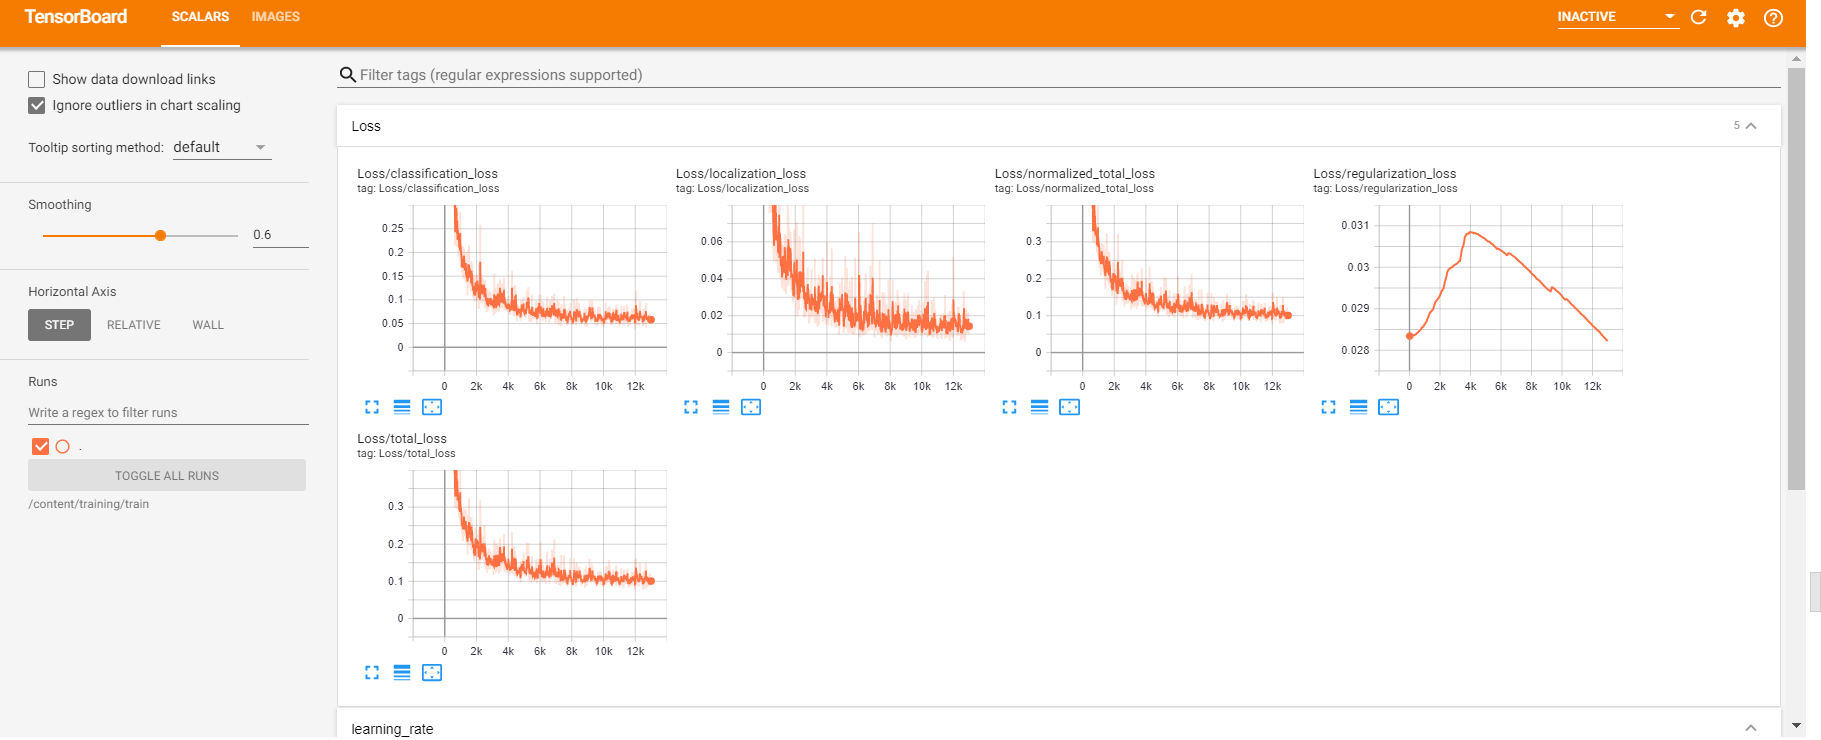 TensorBoard
SCALARS
IMAGES
INACTIVE
Show data download links
Ignore outliers in chart scaling
Tooltip sorting method: default
Smoothing
0.6
Horizontal Axis
STEP
RELATIVE
WALL
Runs
Write a regex to filter runs
.
TOGGLE ALL RUNS
/content/training/train
Filter tags (regular expressions supported)
Loss
5
Loss/classification_loss
tag: Loss/classification_loss
0.25
0.2
0.15
0.1
0.05
0
0 2k 4k 6k 8k 10k 12k
Loss/localization_loss
tag: Loss/localization_loss
0.06
0.04
0.02
0
0 2k 4k 6k 8k 10k 12k
Loss/normalized_total_loss
tag: Loss/normalized_total_loss
0.3
0.2
0.1
0
0 2k 4k 6k 8k 10k 12k
Loss/regularization_loss
tag: Loss/regularization_loss
0.031
0.03
0.029
0.028
0 2k 4k 6k 8k 10k 12k
Loss/total_loss
tag: Loss/total_loss
0.3
0.2
0.1
0
0 2k 4k 6k 8k 10k 12k
learning_rate